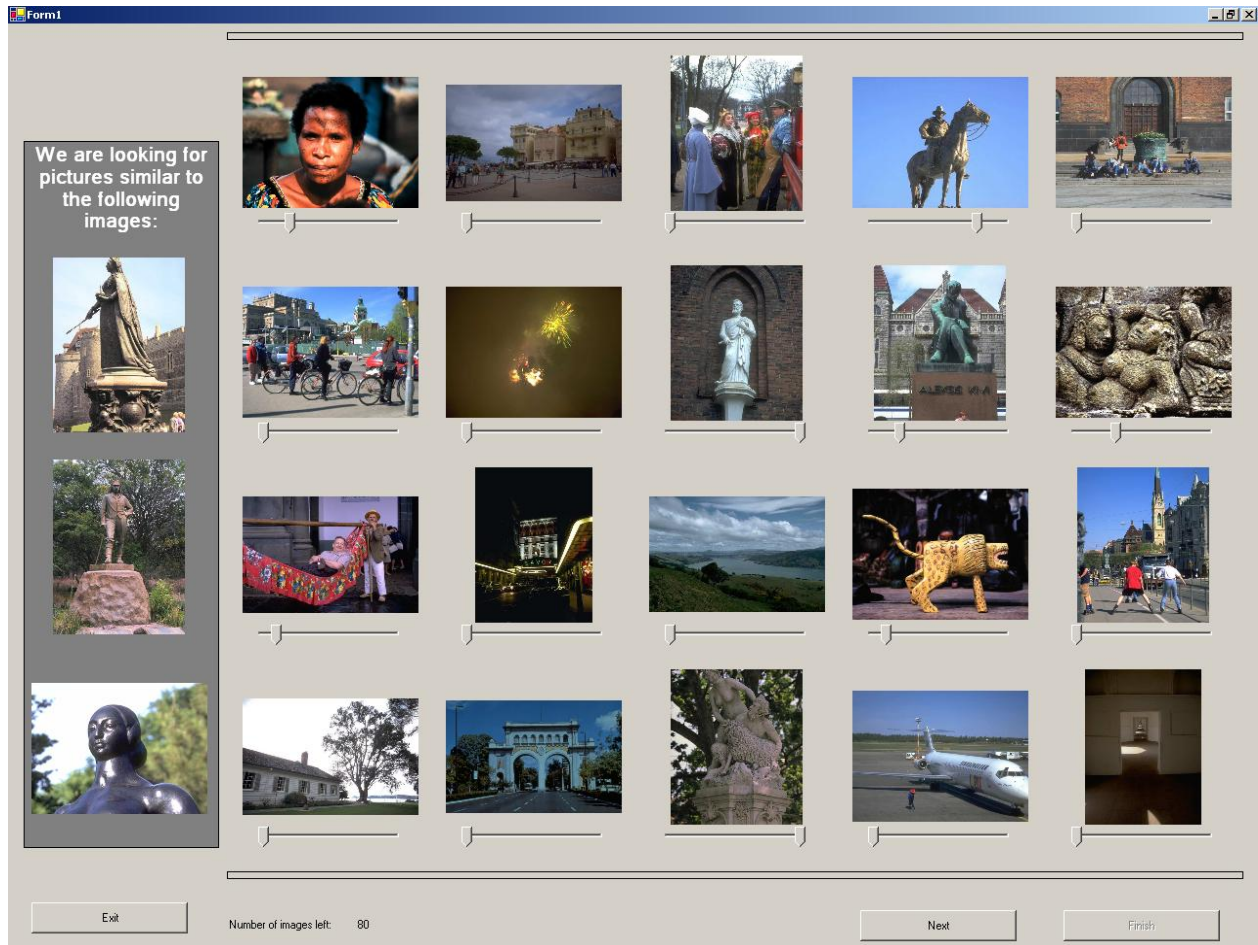 Form1
We are looking for
pictures similar to
the following
images:
Exit
Number of images left: 80
Next
Finish